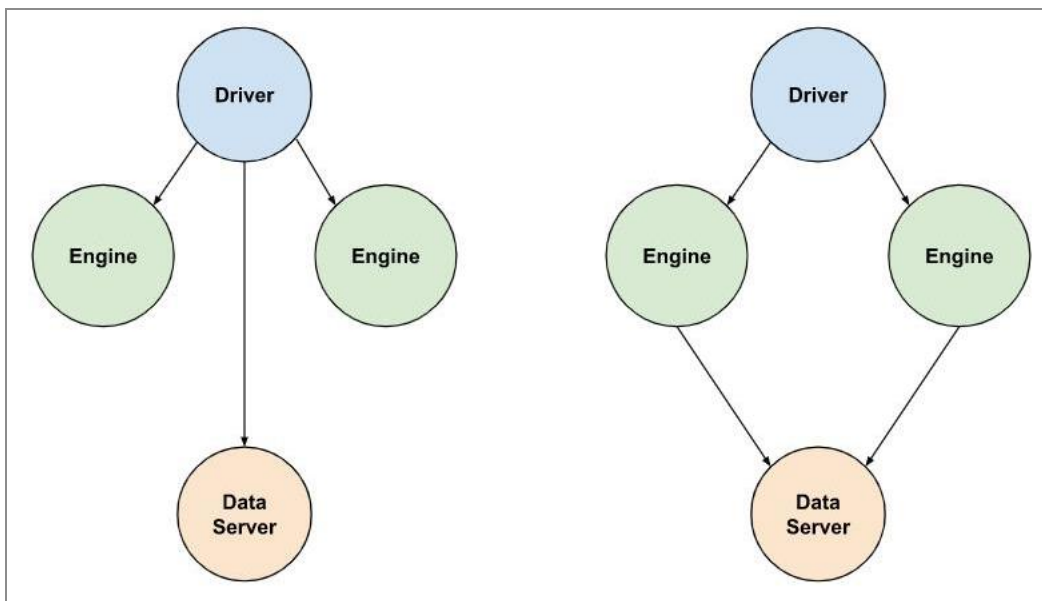 Driver
Engine
Engine
Data
Server
Driver
Engine
Engine
Data
Server